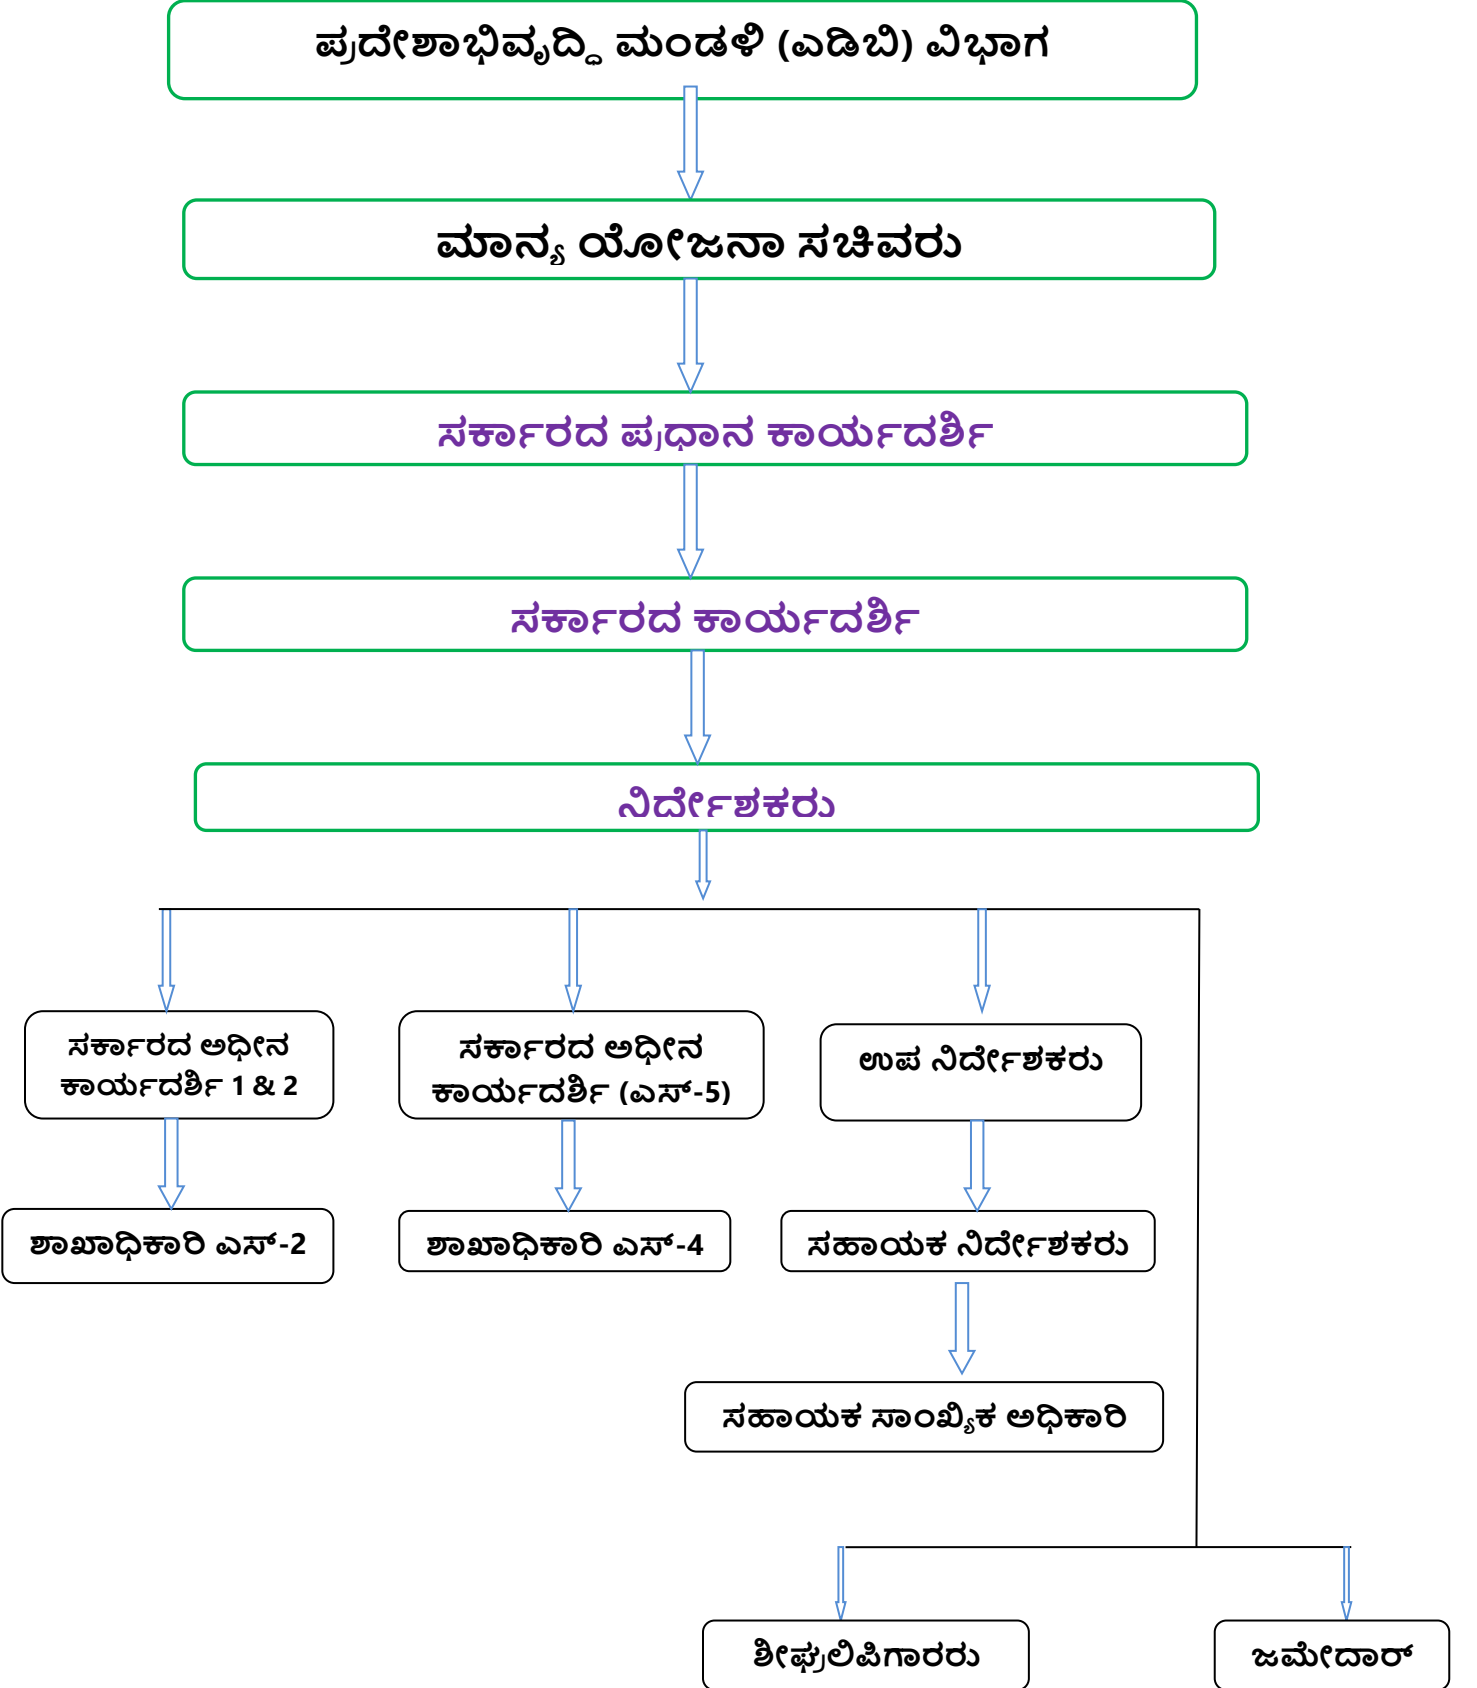 ಪ್ರದೇಶಾಭಿವೃದ್ದಿ ಮಂಡಳಿ (ಎಡಿಬಿ) ವಿಭಾಗ
ಮಾನ್ಯ ಯೋಜನಾ ಸಚಿವರು
ಸರ್ಕಾರದ ಪ್ರಧಾನ ಕಾರ್ಯದರ್ಶಿ
ಸರ್ಕಾರದ ಕಾರ್ಯದರ್ಶಿ
ನಿರ್ದೇಶಕರು
ಸರ್ಕಾರದ ಅಧೀನ
ಕಾರ್ಯದರ್ಶಿ 1 & 2
ಸರ್ಕಾರದ ಅಧೀನ
ಕಾರ್ಯದರ್ಶಿ (ಎಸ್-5)
ಉಪ ನಿರ್ದೇಶಕರು
ಶಾಖಾಧಿಕಾರಿ ಎಸ್-2
ಶಾಖಾಧಿಕಾರಿ ಎಸ್-4
ಸಹಾಯಕ ನಿರ್ದೇಶಕರು
ಸಹಾಯಕ ಸಾಂಖ್ಯಿಕ ಅಧಿಕಾರಿ
ಶೀಘ್ರಲಿಪಿಗಾರರು
ಜಮೇದಾರ್